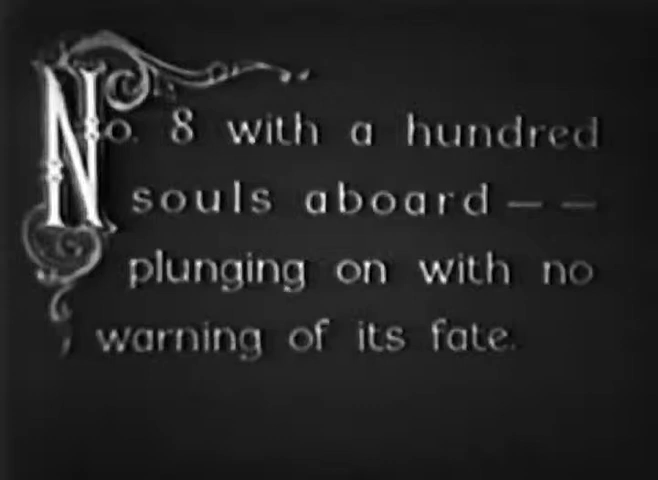 No. 8 with a hundred
souls aboard — —
plunging on with no
warning of its fate.